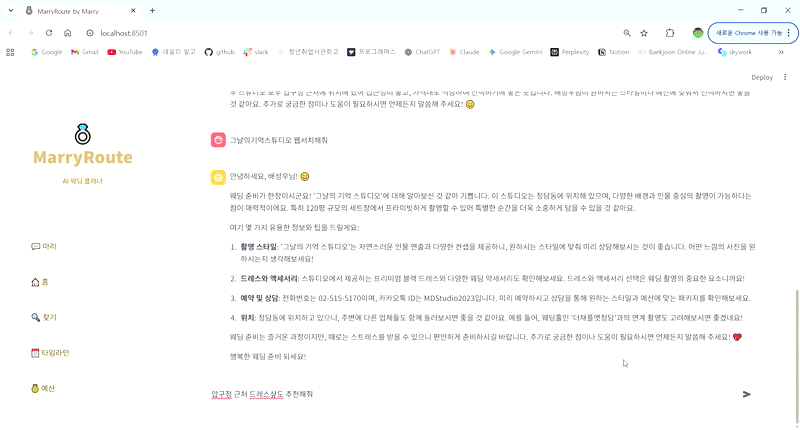 MarryRoute by Marry
localhost:8501
새로운 Chrome 사용 가능
Google
Gmail
YouTube
데일리 알고
github
slack
청년취업사관학교
프로그래머스
ChatGPT
Claude
Google Gemini
Perplexity
Notion
BaekJoon Online Ju...
skywork
Deploy
MarryRoute
AI 웨딩 플래너
마리
홈
찾기
타임라인
예산
것 같아요. 추가로 궁금한 점이나 도움이 필요하시면 언제든지 말씀해 주세요!
그날의기억스튜디오 웹서치해줘
안녕하세요, 배성우님!
웨딩 준비가 한창이시군요! '그날의 기억 스튜디오'에 대해 알아보신 것 같아 기쁩니다. 이 스튜디오는 청담동에 위치해 있으며, 다양한 배경과 인물 중심의 촬영이 가능하다는
점이 매력적이에요. 특히 120평 규모의 세트장에서 프라이빗하게 촬영할 수 있어 특별한 순간을 더욱 소중하게 담을 수 있을 것 같아요.
여기 몇 가지 유용한 정보와 팁을 드릴게요:
1. 촬영 스타일: '그날의 기억 스튜디오'는 자연스러운 인물 연출과 다양한 컨셉을 제공하니, 원하시는 스타일에 맞춰 미리 상담해보시는 것이 좋습니다. 어떤 느낌의 사진을 원
하시는지 생각해보세요!
2. 드레스와 액세서리: 스튜디오에서 제공하는 프리미엄 블랙 드레스와 다양한 웨딩 악세서리도 확인해보세요. 드레스와 액세서리 선택은 웨딩 촬영의 중요한 요소니까요!
3. 예약 및 상담: 전화번호는 02-515-5170이며, 카카오톡 ID는 MDStudio2023입니다. 미리 예약하시고 상담을 통해 원하는 스타일과 예산에 맞는 패키지를 확인해보세요.
4. 위치: 청담동에 위치하고 있으니, 주변에 다른 업체들도 함께 둘러보시면 좋을 것 같아요. 예를 들어, 웨딩홀인 '더채플앳청담'과의 연계 촬영도 고려해보시면 좋겠네요!
웨딩 준비는 즐거운 과정이지만, 때로는 스트레스를 받을 수 있으니 편안하게 준비하시길 바랍니다. 추가로 궁금한 점이나 도움이 필요하시면 언제든지 말씀해 주세요!
행복한 웨딩 준비 되세요!
압구정 근처 드레스샾도 추천해줘